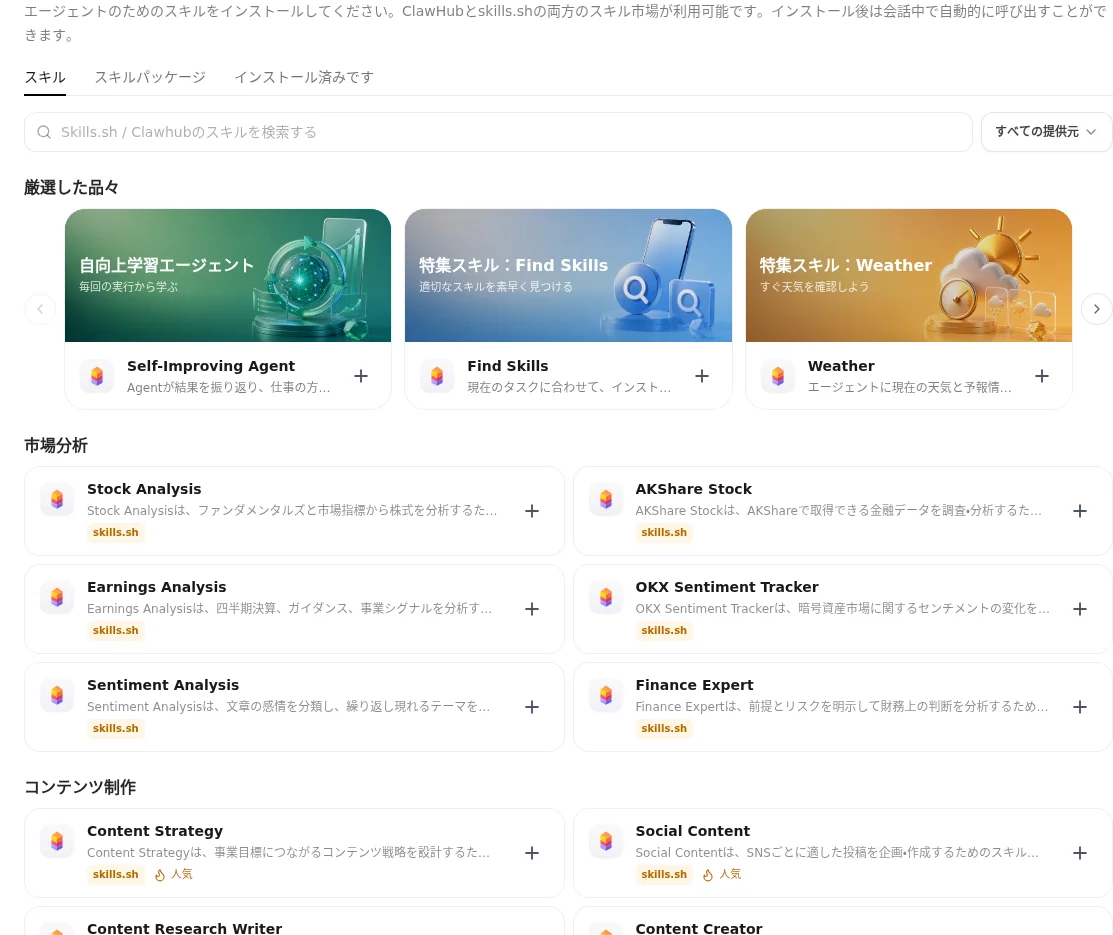 エージェントのためのスキルをインストールしてください。ClawHubとskills.shの両方のスキル市場が利用可能です。インストール後は会話中で自動的に呼び出すことがで
きます。
スキル
スキルパッケージ
インストール済みです
Skills.sh / Clawhubのスキルを検索する
すべての提供元
厳選した品々
自向上学習エージェント
毎回の実行から学ぶ
Self-Improving Agent
Agentが結果を振り返り、仕事の方...
特集スキル：Find Skills
適切なスキルを素早く見つける
Find Skills
現在のタスクに合わせて、インスト...
特集スキル：Weather
すぐ天気を確認しよう
Weather
エージェントに現在の天気と予報情...
市場分析
Stock Analysis
Stock Analysisは、ファンダメンタルズと市場指標から株式を分析するた...
skills.sh
AKShare Stock
AKShare Stockは、AKShareで取得できる金融データを調査・分析するた...
skills.sh
Earnings Analysis
Earnings Analysisは、四半期決算、ガイダンス、事業シグナルを分析す...
skills.sh
OKX Sentiment Tracker
OKX Sentiment Trackerは、暗号資産市場に関するセンチメントの変化を...
skills.sh
Sentiment Analysis
Sentiment Analysisは、文章の感情を分類し、繰り返し現れるテーマを...
skills.sh
Finance Expert
Finance Expertは、前提とリスクを明示して財務上の判断を分析するため...
skills.sh
コンテンツ制作
Content Strategy
Content Strategyは、事業目標につながるコンテンツ戦略を設計するた...
skills.sh 人気
Social Content
Social Contentは、SNSごとに適した投稿を企画・作成するためのスキル...
skills.sh 人気
Content Research Writer
Content Creator